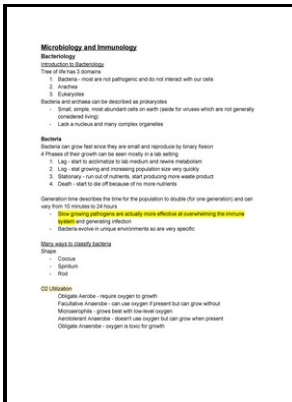 Microbiology and Immunology
Bacteriology
Introduction to Bacteriology
Tree of life has 3 domains
1. Bacteria - most are not pathogenic and do not interact with our cells
2. Arachea
3. Eukaryotes
Bacteria and archaea can be described as prokaryotes
- Small, simple, most abundant cells on earth (aside for viruses which are not generally
considered living)
- Lack a nucleus and many complex organelles
Bacteria
Bacteria can grow fast since they are small and reproduce by binary fission
4 Phases of their growth can be seen mostly in a lab setting
1. Lag - start to acclimatize to lab medium and rewire metabolism
2. Log - stat growing and increasing population size very quickly
3. Stationary - run out of nutrients, start producing more waste product
4. Death - start to die off because of no more nutrients
Generation time describes the time for the population to double (for one generation) and can
vary from 10 minutes to 24 hours
- Slow growing pathogens are actually more effective at overwhelming the immune
system and generating infection
- Bacteria evolve in unique environments so are very specific
Many ways to classify bacteria
Shape
- Coccus
- Spirillum
- Rod
O2 Utilization
Obligate Aerobe - require oxygen to growth
Facultative Anaerobe - can use oxygen if present but can grow without
Microaerophile - grows best with low-level oxygen
Aerotolerant Anaerobe - doesn't use oxygen but can grow when present
Obligate Anaerobe - oxygen is toxic for growth